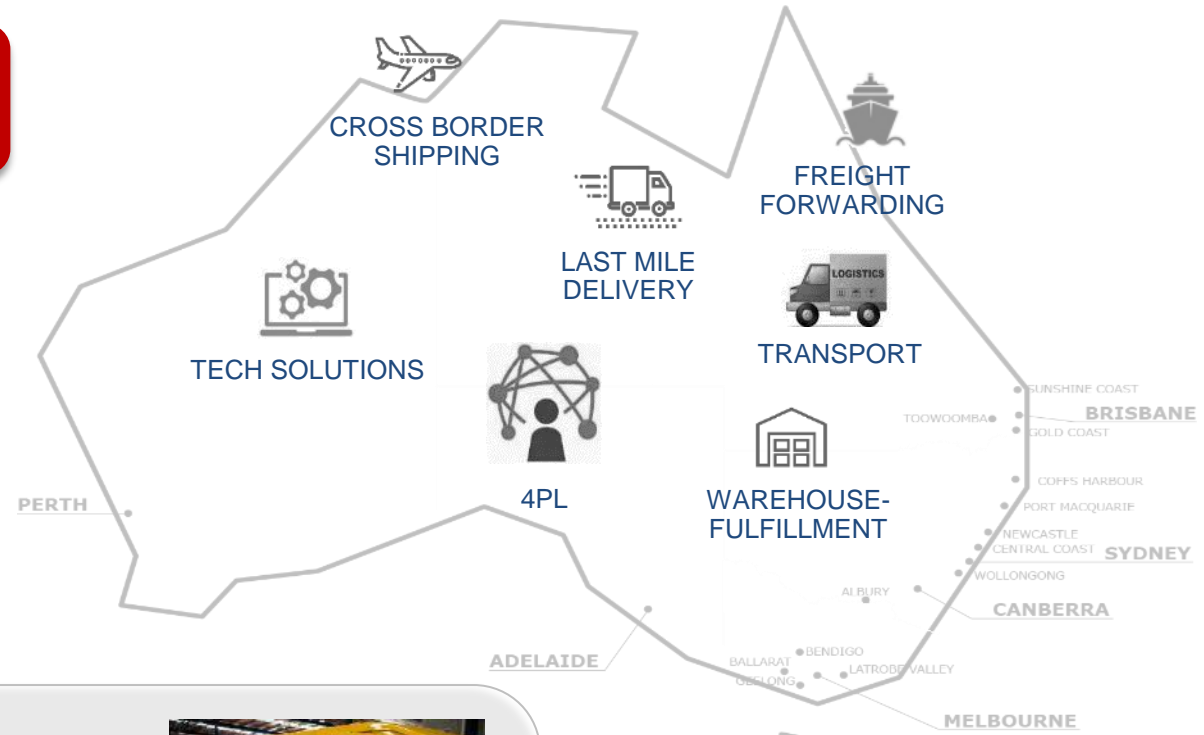 CROSS BORDER
SHIPPING
FREIGHT
FORWARDING
LAST MILE
DELIVERY
LOGISTICS
TECH SOLUTIONS
TRANSPORT
SUNSHINE COAST
TOOWOOMBA
BRISBANE
GOLD COAST
4PL
WAREHOUSE-
FULFILLMENT
COFFS HARBOUR
PERTH
PORT MACQUARIE
NEWCASTLE
CENTRAL COAST
SYDNEY
WOLLONGONG
ALBURY
CANBERRA
ADELAIDE
BENDIGO
BALLARAT
LATROBE VALLEY
GEELONG
MELBOURNE